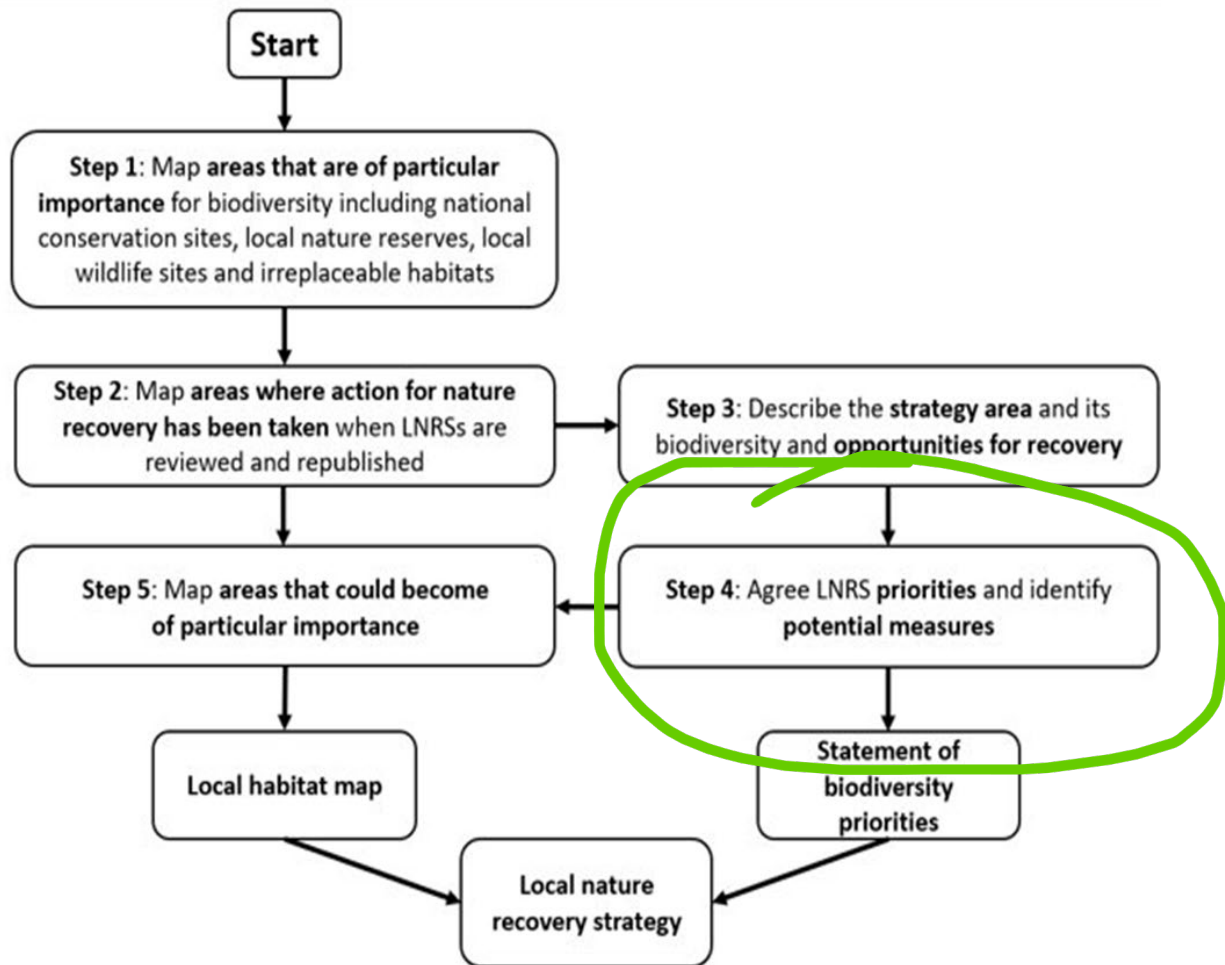 Start
Step 1: Map areas that are of particular
importance for biodiversity including national
conservation sites, local nature reserves, local
wildlife sites and irreplaceable habitats
Step 2: Map areas where action for nature
recovery has been taken when LNRSs are
reviewed and republished
Step 3: Describe the strategy area and its
biodiversity and opportunities for recovery
Step 4: Agree LNRS priorities and identify
potential measures
Step 5: Map areas that could become
of particular importance
Local habitat map
Statement of
biodiversity
priorities
Local nature
recovery strategy